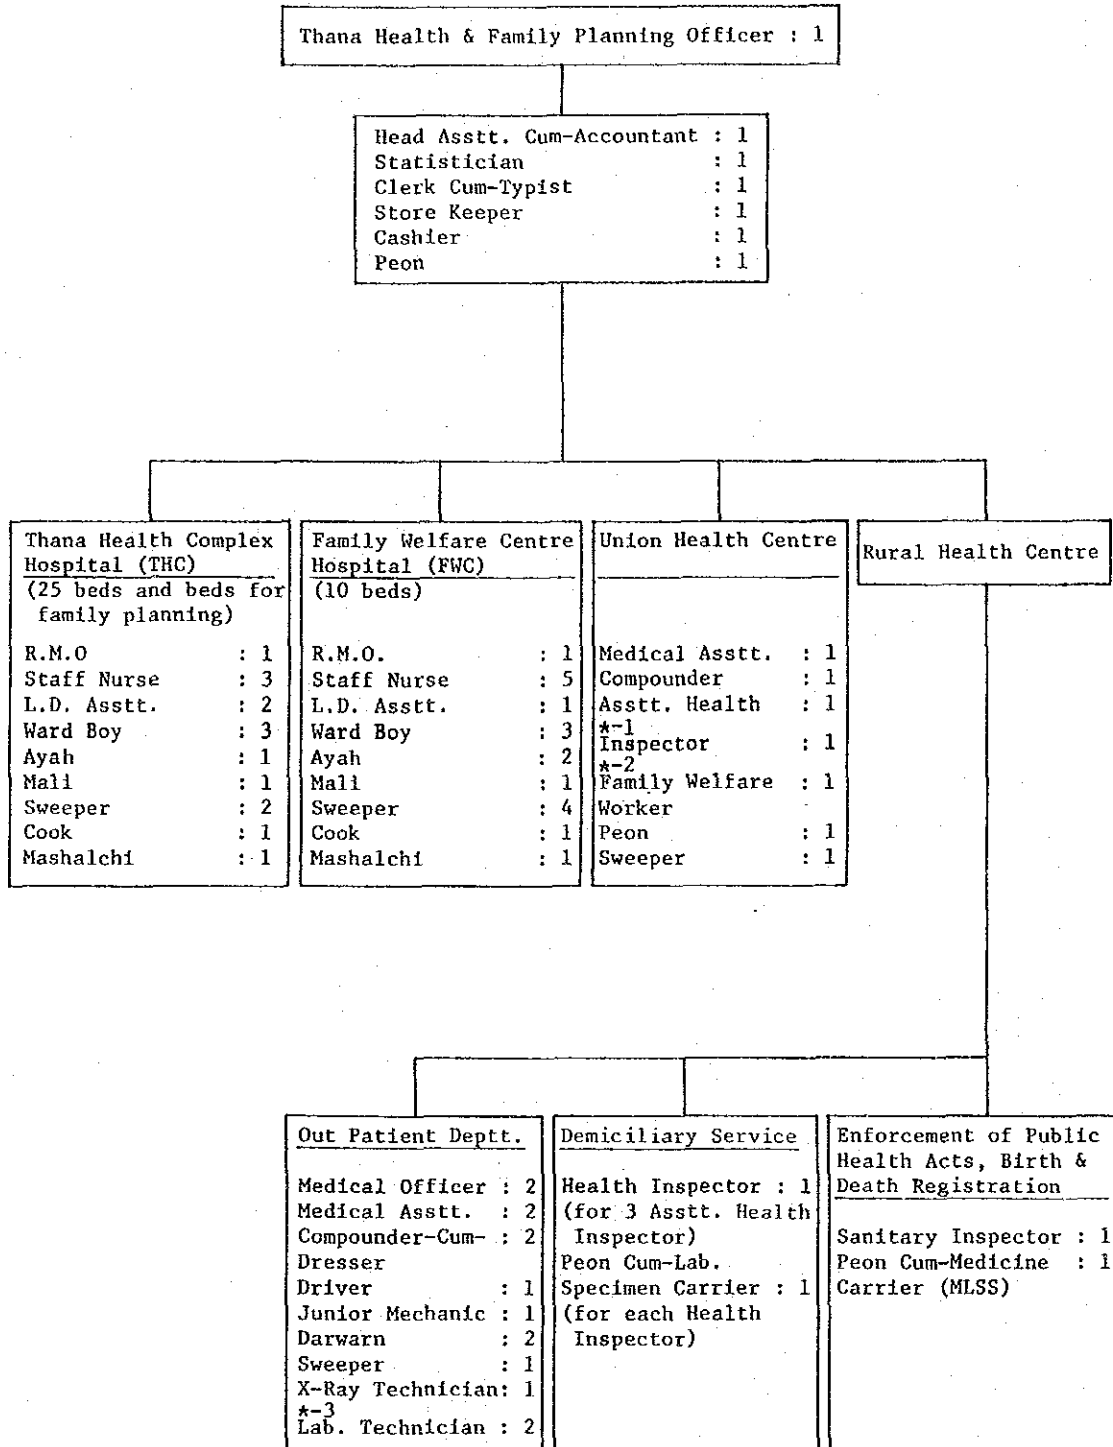 Thana Health & Family Planning Officer : 1
Head Asstt. Cum-Accountant : 1
Statistician : 1
Clerk Cum-Typist : 1
Store Keeper : 1
Cashier : 1
Peon : 1
Thana Health Complex
Hospital (THC)
(25 beds and beds for
family planning)
R.M.O : 1
Staff Nurse : 3
L.D. Asstt. : 2
Ward Boy : 3
Ayah : 1
Mali : 1
Sweeper : 2
Cook : 1
Mashalchi : 1
Family Welfare Centre
Hospital (FWC)
(10 beds)
R.M.O. : 1
Staff Nurse : 5
L.D. Asstt. : 1
Ward Boy : 3
Ayah : 2
Mali : 1
Sweeper : 4
Cook : 1
Mashalchi : 1
Union Health Centre
Medical Asstt. : 1
Compounder : 1
Asstt. Health : 1
*-1
Inspector : 1
*-2
Family Welfare : 1
Worker
Peon : 1
Sweeper : 1
Rural Health Centre
Out Patient Deptt.
Medical Officer : 2
Medical Asstt. : 2
Compounder-Cum- : 2
Dresser
Driver : 1
Junior Mechanic : 1
Darwarn : 2
Sweeper : 1
X-Ray Technician: 1
*-3
Lab. Technician : 2
Demiciliary Service
Health Inspector : 1
(for 3 Asstt. Health
Inspector)
Peon Cum-Lab.
Specimen Carrier : 1
(for each Health
Inspector)
Enforcement of Public
Health Acts, Birth &
Death Registration
Sanitary Inspector : 1
Peon Cum-Medicine : 1
Carrier (MLSS)